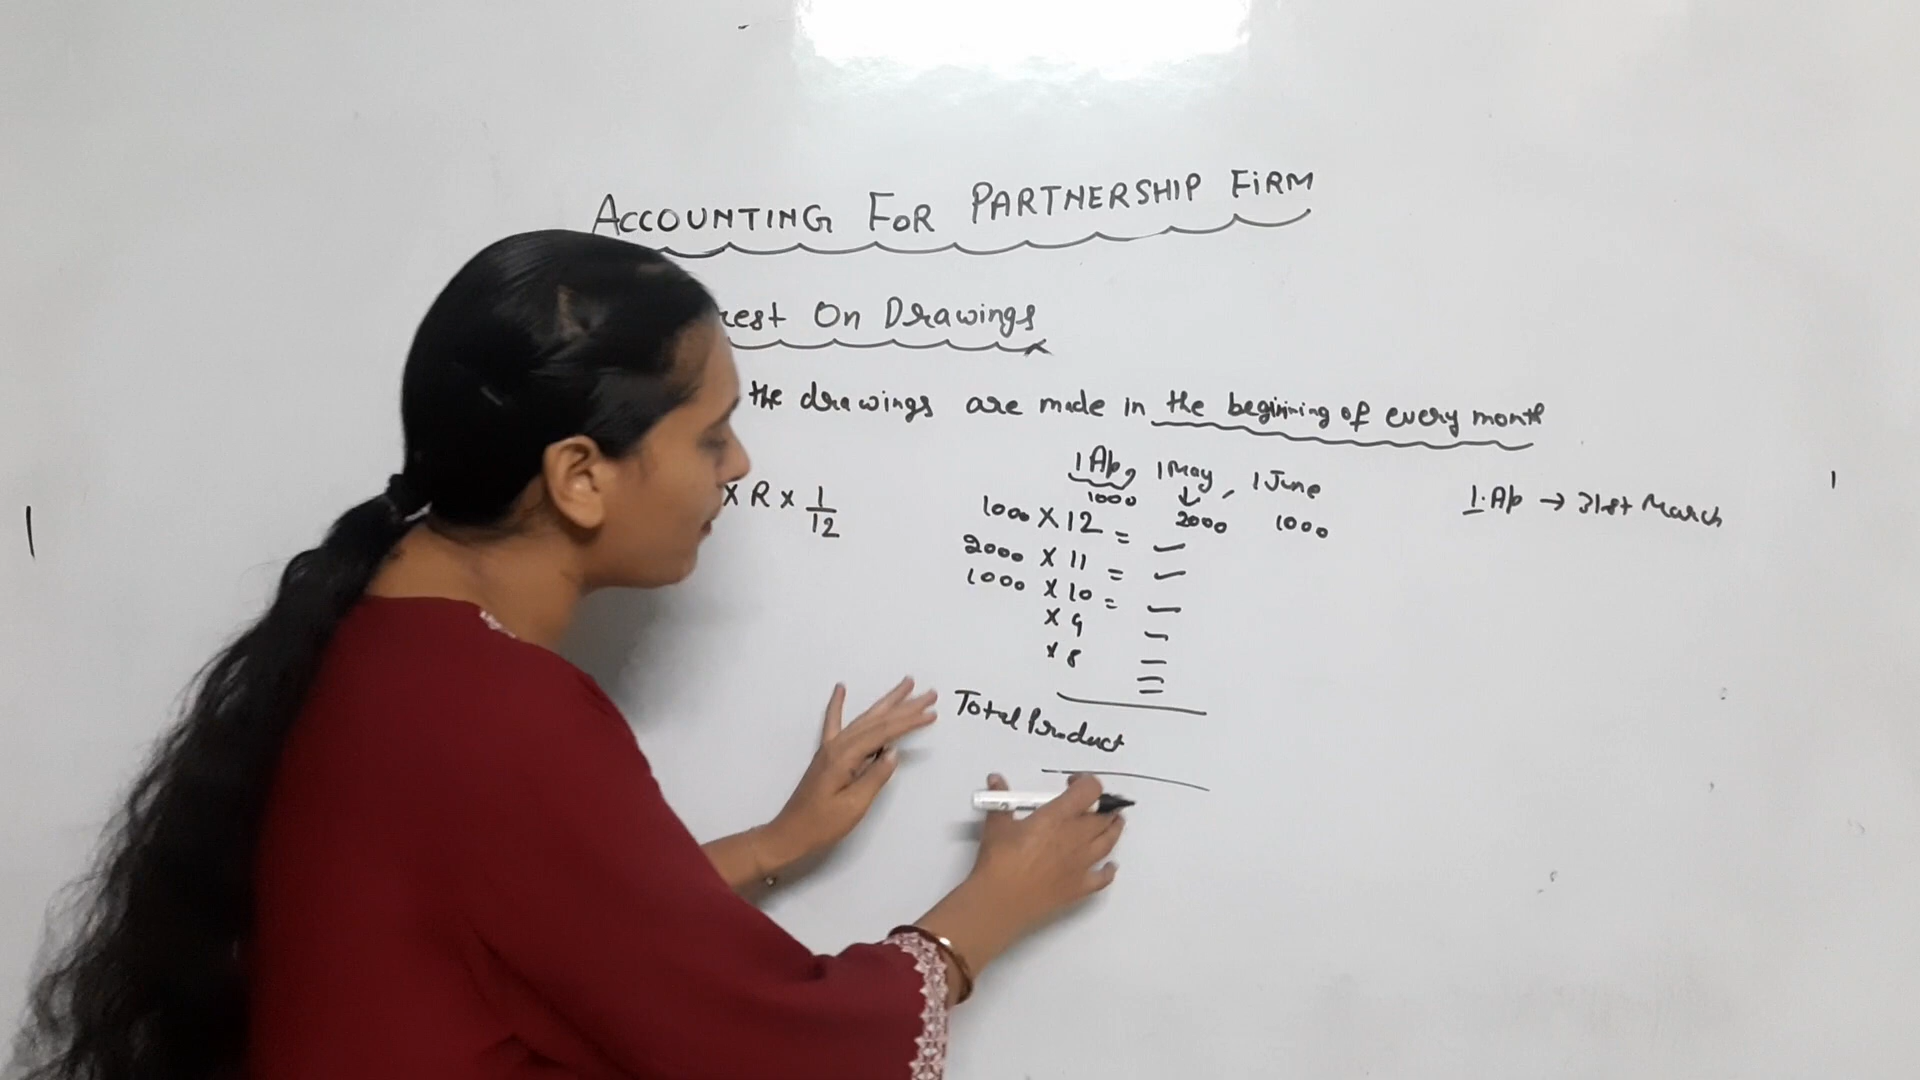 ACCOUNTING FOR PARTNERSHIP FIRM
rest On Drawings
the drawings are made in the beginning of every month
1 Ap, 1 May, 1 June
1000 2000 1000
X R X 1/12
1000 X 12 =
2000 X 11 =
1000 X 10 =
X 9
X 8
Total Product
1. Ap → 31st March